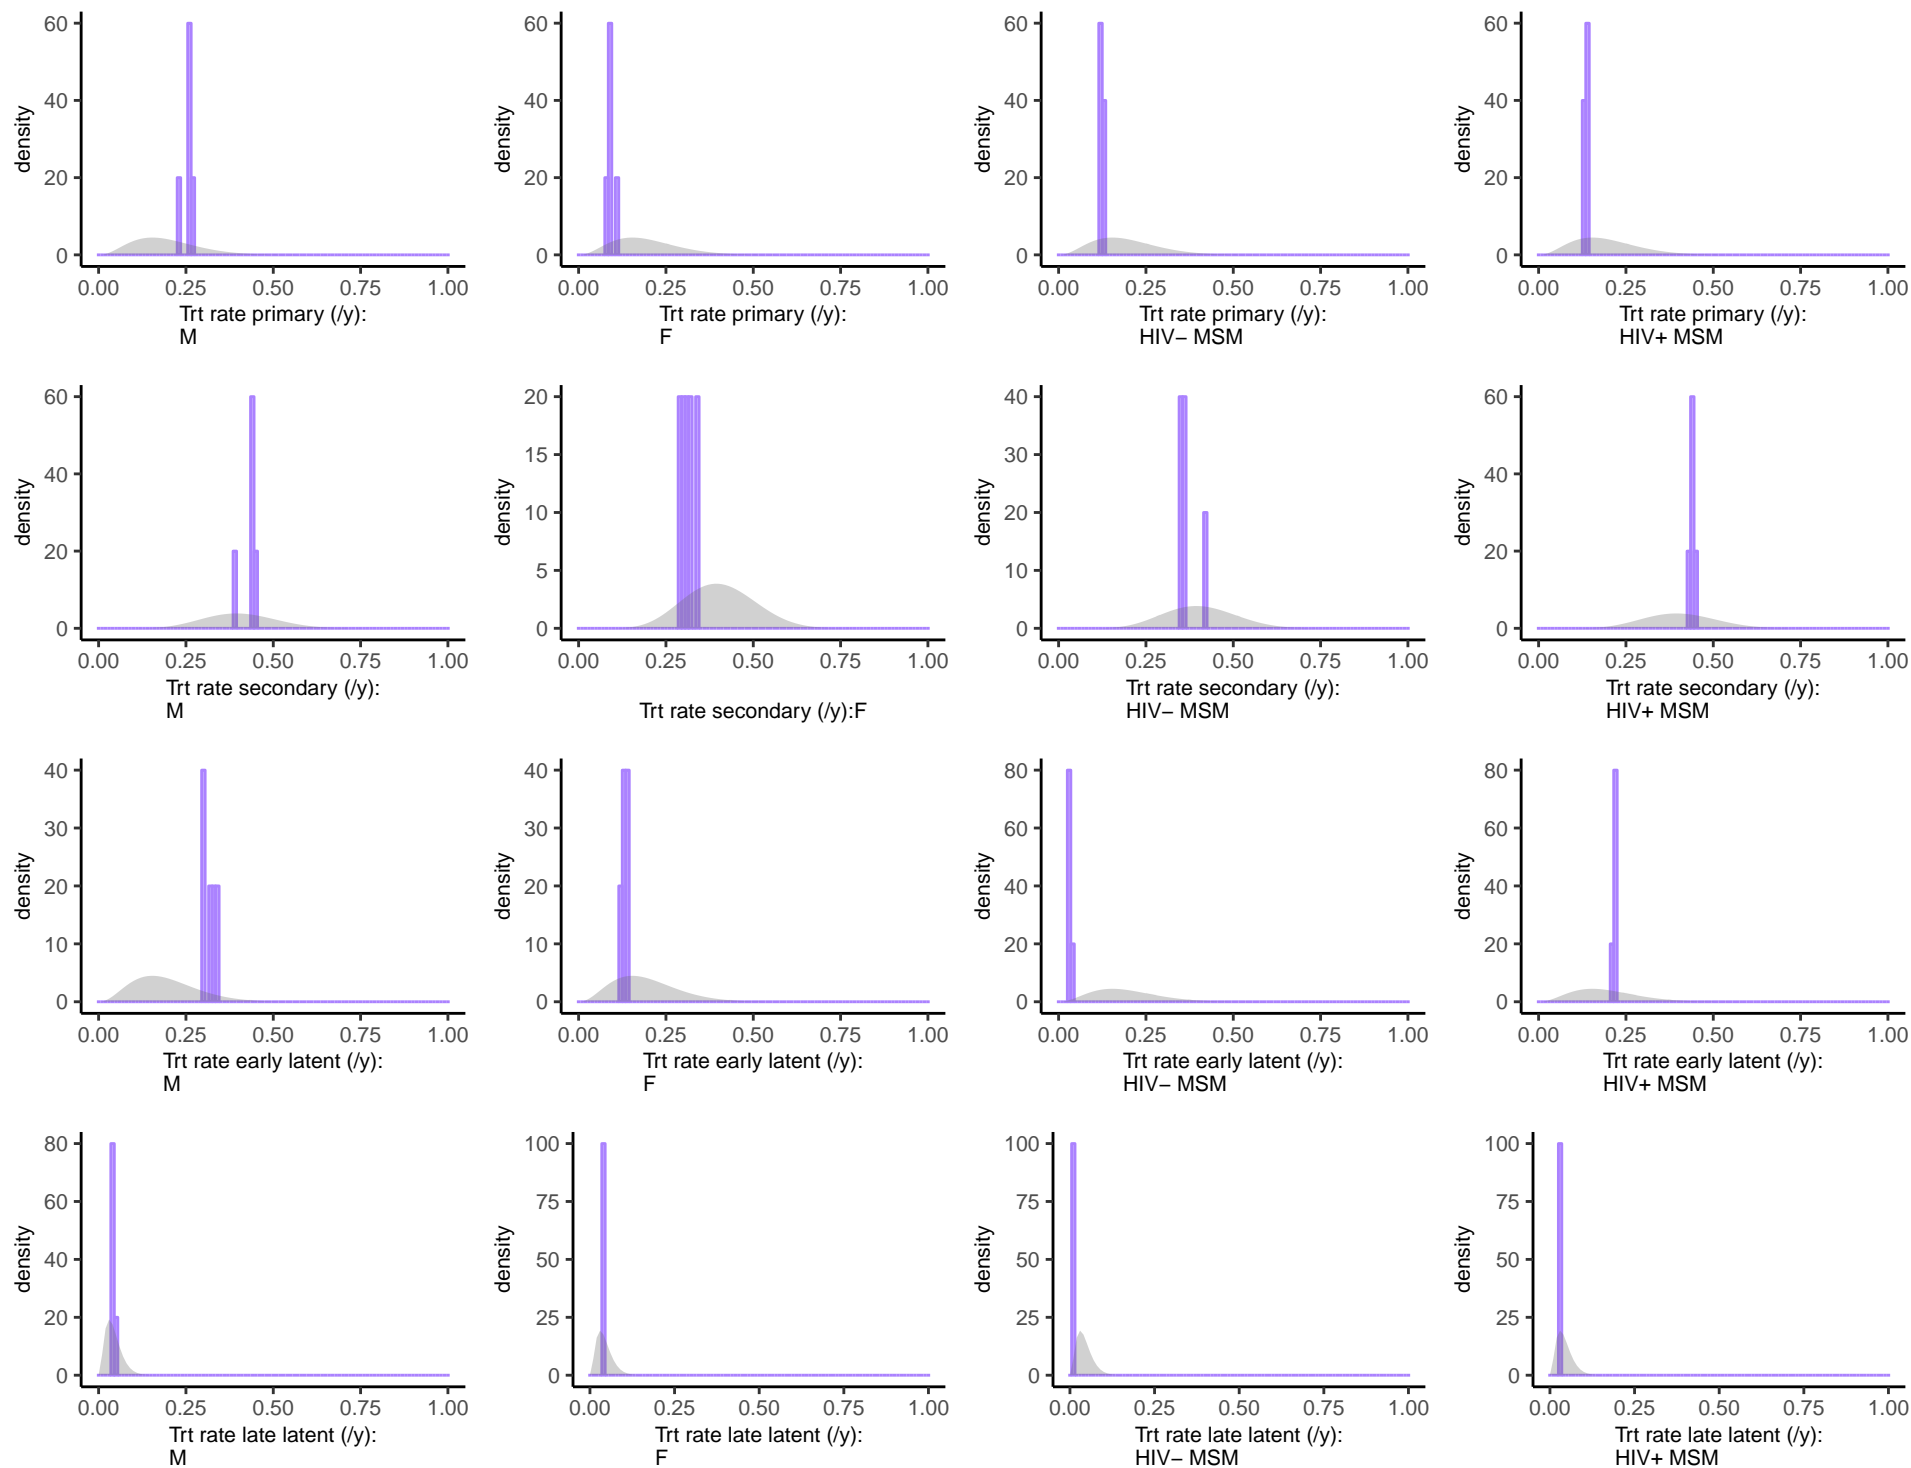 60
40
20
0
density
0.00 0.25 0.50 0.75 1.00
Trt rate primary (/y):
M
60
40
20
0
density
0.00 0.25 0.50 0.75 1.00
Trt rate primary (/y):
F
60
40
20
0
density
0.00 0.25 0.50 0.75 1.00
Trt rate primary (/y):
HIV− MSM
60
40
20
0
density
0.00 0.25 0.50 0.75 1.00
Trt rate primary (/y):
HIV+ MSM
60
40
20
0
density
0.00 0.25 0.50 0.75 1.00
Trt rate secondary (/y):
M
20
15
10
5
0
density
0.00 0.25 0.50 0.75 1.00
Trt rate secondary (/y):F
40
30
20
10
0
density
0.00 0.25 0.50 0.75 1.00
Trt rate secondary (/y):
HIV− MSM
60
40
20
0
density
0.00 0.25 0.50 0.75 1.00
Trt rate secondary (/y):
HIV+ MSM
40
30
20
10
0
density
0.00 0.25 0.50 0.75 1.00
Trt rate early latent (/y):
M
40
30
20
10
0
density
0.00 0.25 0.50 0.75 1.00
Trt rate early latent (/y):
F
80
60
40
20
0
density
0.00 0.25 0.50 0.75 1.00
Trt rate early latent (/y):
HIV− MSM
80
60
40
20
0
density
0.00 0.25 0.50 0.75 1.00
Trt rate early latent (/y):
HIV+ MSM
80
60
40
20
0
density
0.00 0.25 0.50 0.75 1.00
Trt rate late latent (/y):
M
100
75
50
25
0
density
0.00 0.25 0.50 0.75 1.00
Trt rate late latent (/y):
F
100
75
50
25
0
density
0.00 0.25 0.50 0.75 1.00
Trt rate late latent (/y):
HIV− MSM
100
75
50
25
0
density
0.00 0.25 0.50 0.75 1.00
Trt rate late latent (/y):
HIV+ MSM